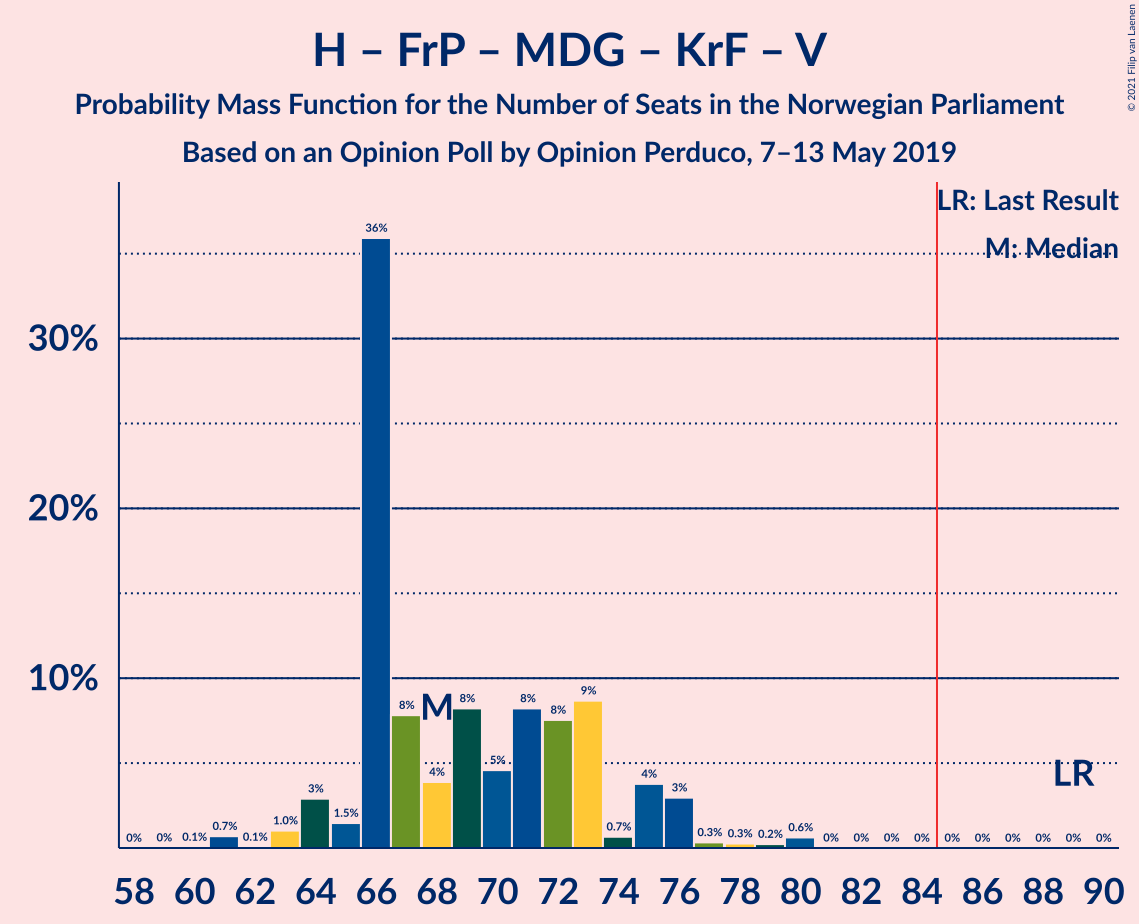 H – FrP – MDG – KrF – V
Probability Mass Function for the Number of Seats in the Norwegian Parliament
Based on an Opinion Poll by Opinion Perduco, 7–13 May 2019
© 2021 Filip van Laenen
LR: Last Result
M: Median
30%
20%
10%
0% 0% 0.1% 0.7% 0.1% 1.0% 3% 1.5% 36% 8% 4% 8% 5% 8% 8% 9% 0.7% 4% 3% 0.3% 0.3% 0.2% 0.6% 0% 0% 0% 0% 0% 0% 0% 0% 0% 0%
M
LR
58 60 62 64 66 68 70 72 74 76 78 80 82 84 86 88 90